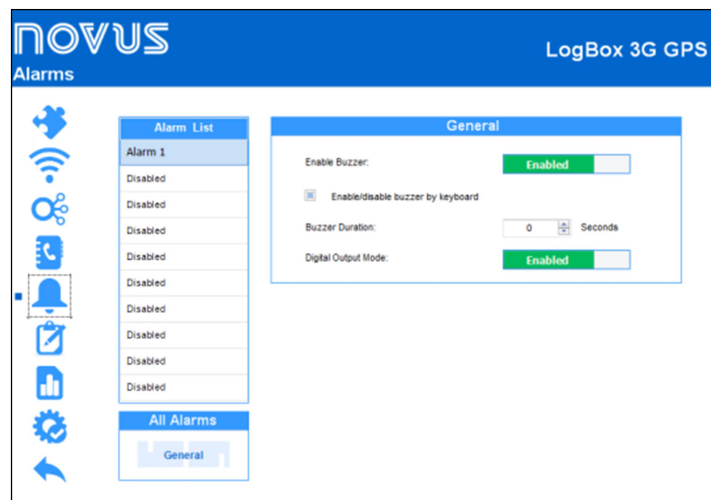 novus
LogBox 3G GPS
Alarms
Alarm List
Alarm 1
Disabled
Disabled
Disabled
Disabled
Disabled
Disabled
Disabled
Disabled
Disabled
All Alarms
General
General
Enable Buzzer:
Enabled
Enable/disable buzzer by keyboard
Buzzer Duration:
0
Seconds
Digital Output Mode:
Enabled